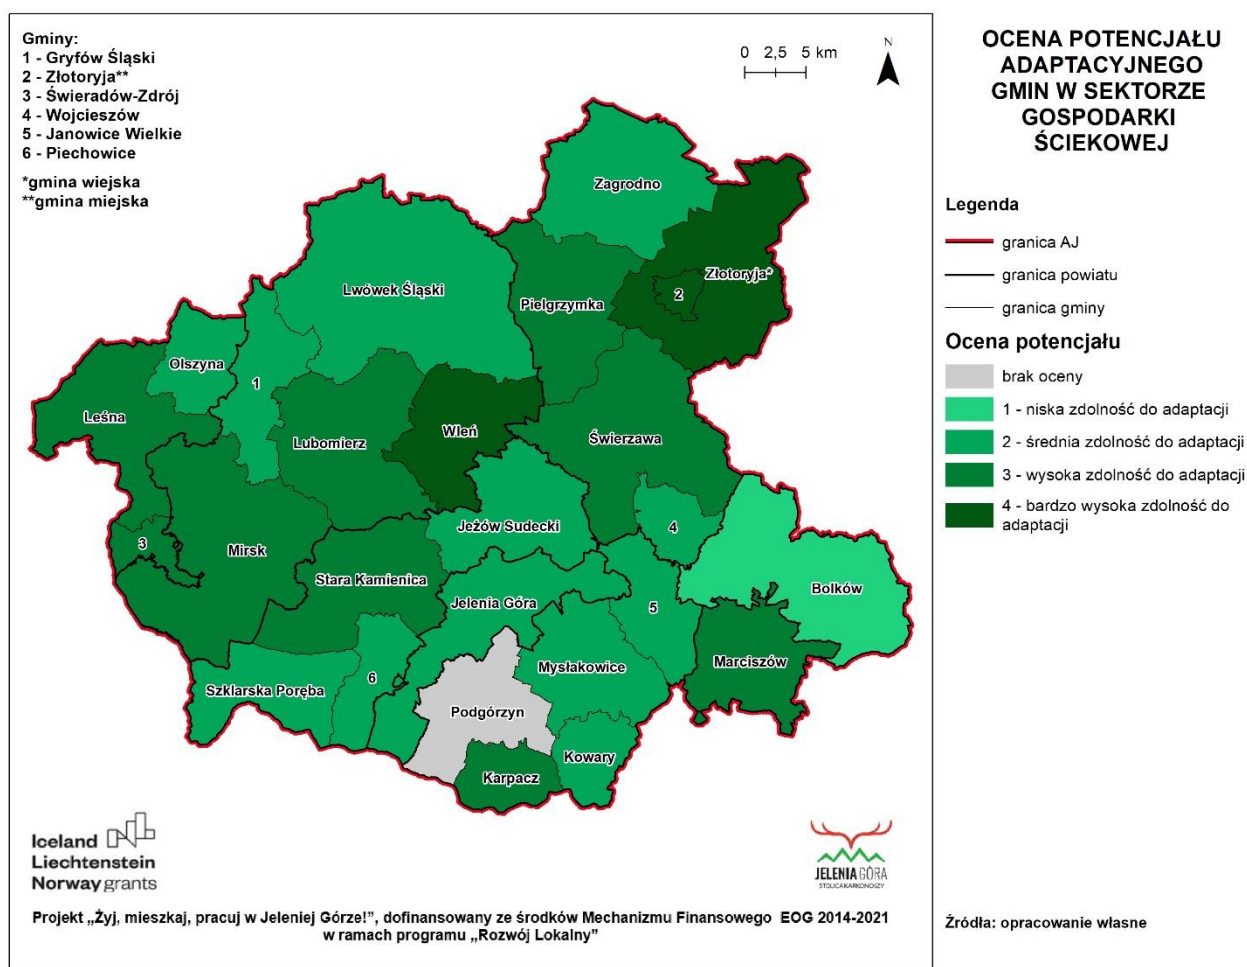 Gminy:
1 - Gryfów Śląski
2 - Złotoryja**
3 - Świeradów-Zdrój
4 - Wojcieszów
5 - Janowice Wielkie
6 - Piechowice
*gmina wiejska
**gmina miejska
0 2,5 5 km
N
OCENA POTENCJAŁU
ADAPTACYJNEGO
GMIN W SEKTORZE
GOSPODARKI
ŚCIEKOWEJ
Legenda
granica AJ
granica powiatu
granica gminy
Ocena potencjału
brak oceny
1 - niska zdolność do adaptacji
2 - średnia zdolność do adaptacji
3 - wysoka zdolność do adaptacji
4 - bardzo wysoka zdolność do
adaptacji
Zagrodno
Złotoryja*
2
Lwówek Śląski
Pielgrzymka
Olszyna
1
Leśna
Lubomierz
Wleń
Świerzawa
Jeżów Sudecki
4
3
Mirsk
Stara Kamienica
Jelenia Góra
Bolków
5
Marciszów
Mysłakowice
6
Szklarska Poręba
Podgórzyn
Kowary
Karpacz
Iceland
Liechtenstein
Norway grants
JELENIA GÓRA
STOLICA KARKONOSZY
Projekt „Żyj, mieszkaj, pracuj w Jeleniej Górze!”, dofinansowany ze środków Mechanizmu Finansowego EOG 2014-2021
w ramach programu „Rozwój Lokalny”
Źródła: opracowanie własne